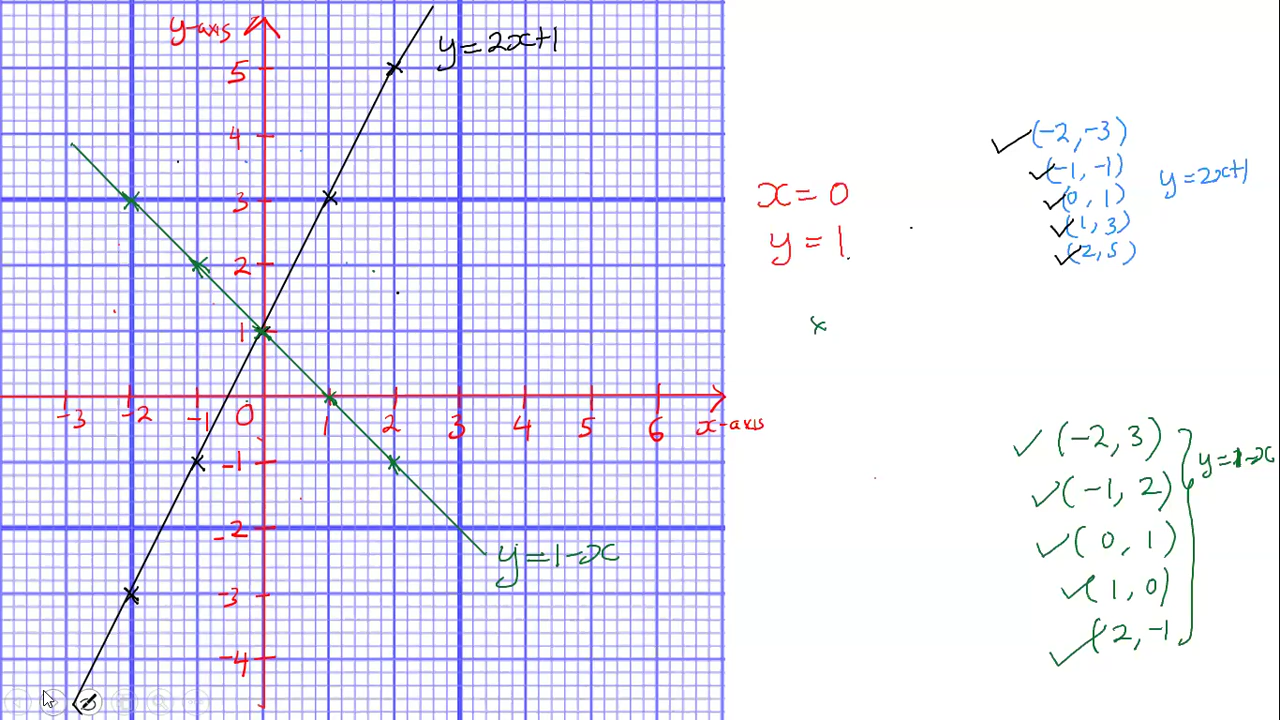 y-axis
y=2x+1
5
4
3
2
1
-3 -2 -1 0 1 2 3 4 5 6 x-axis
-1
-2
-3
-4
y=1-x
x=0
y=1
(-2,-3)
(-1,-1)
(0,1)
(1,3)
(2,5)
y=2x+1
(-2,3)
(-1,2)
(0,1)
(1,0)
(2,-1)
y=1-x